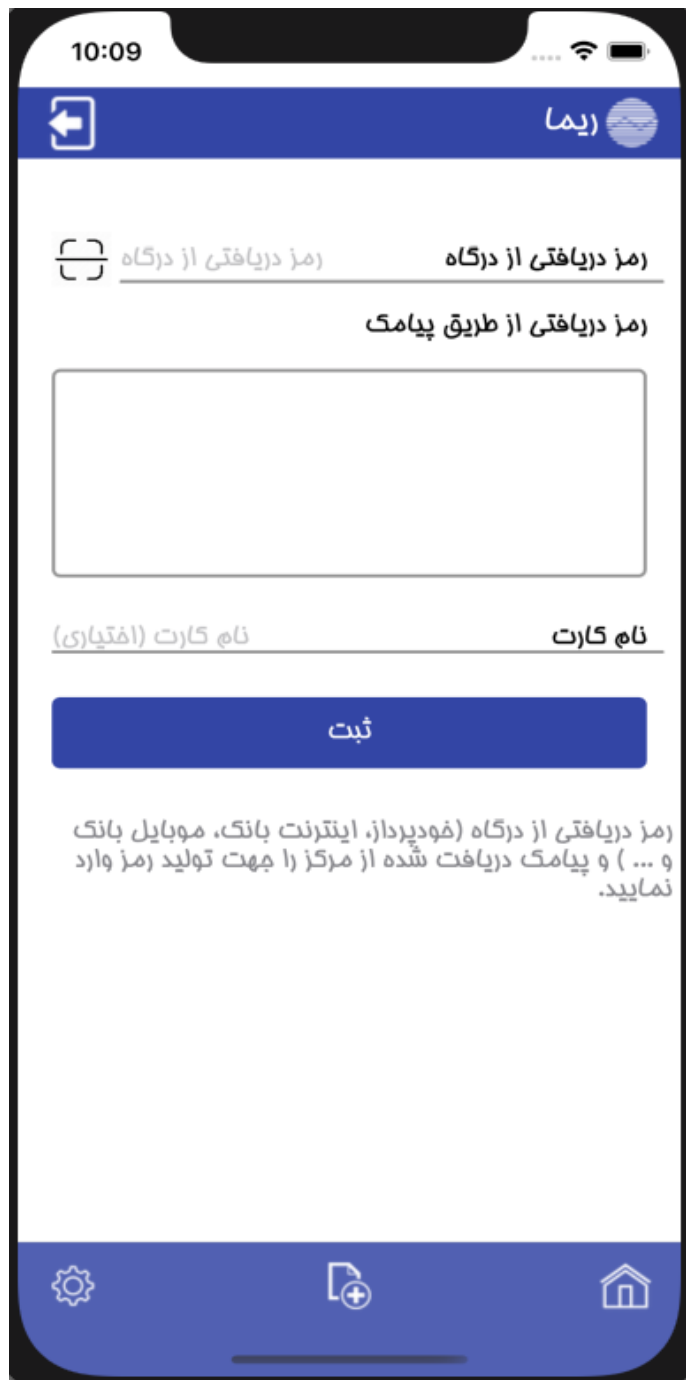 10:09
ریما
رمز دریافتی از درگاه رمز دریافتی از درگاه
رمز دریافتی از طریق پیامک
نام کارت نام کارت (اختیاری)
ثبت
رمز دریافتی از درگاه (خودپرداز، اینترنت بانک، موبایل بانک
و ... ) و پیامک دریافت شده از مرکز را جهت تولید رمز وارد
نمایید.